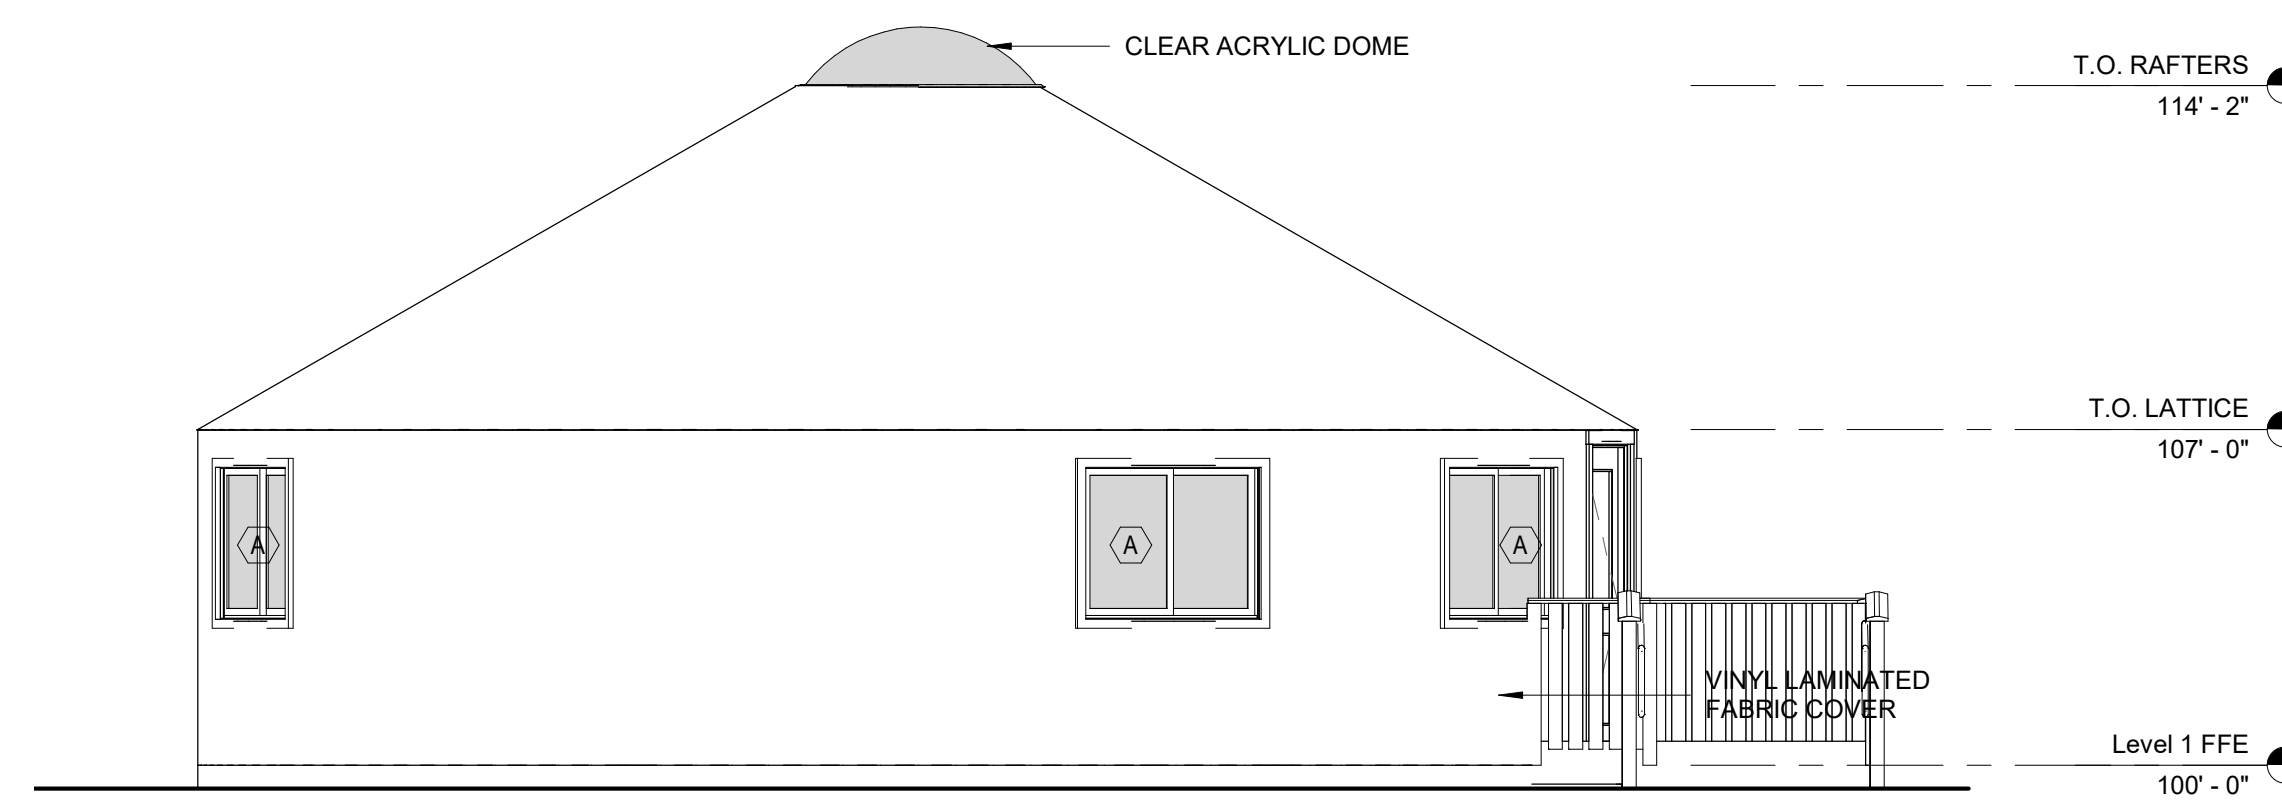 CLEAR ACRYLIC DOME
T.O. RAFTERS
114' - 2"
T.O. LATTICE
107' - 0"
A
A
A
VINYL LAMINATED
FABRIC COVER
Level 1 FFE
100' - 0"